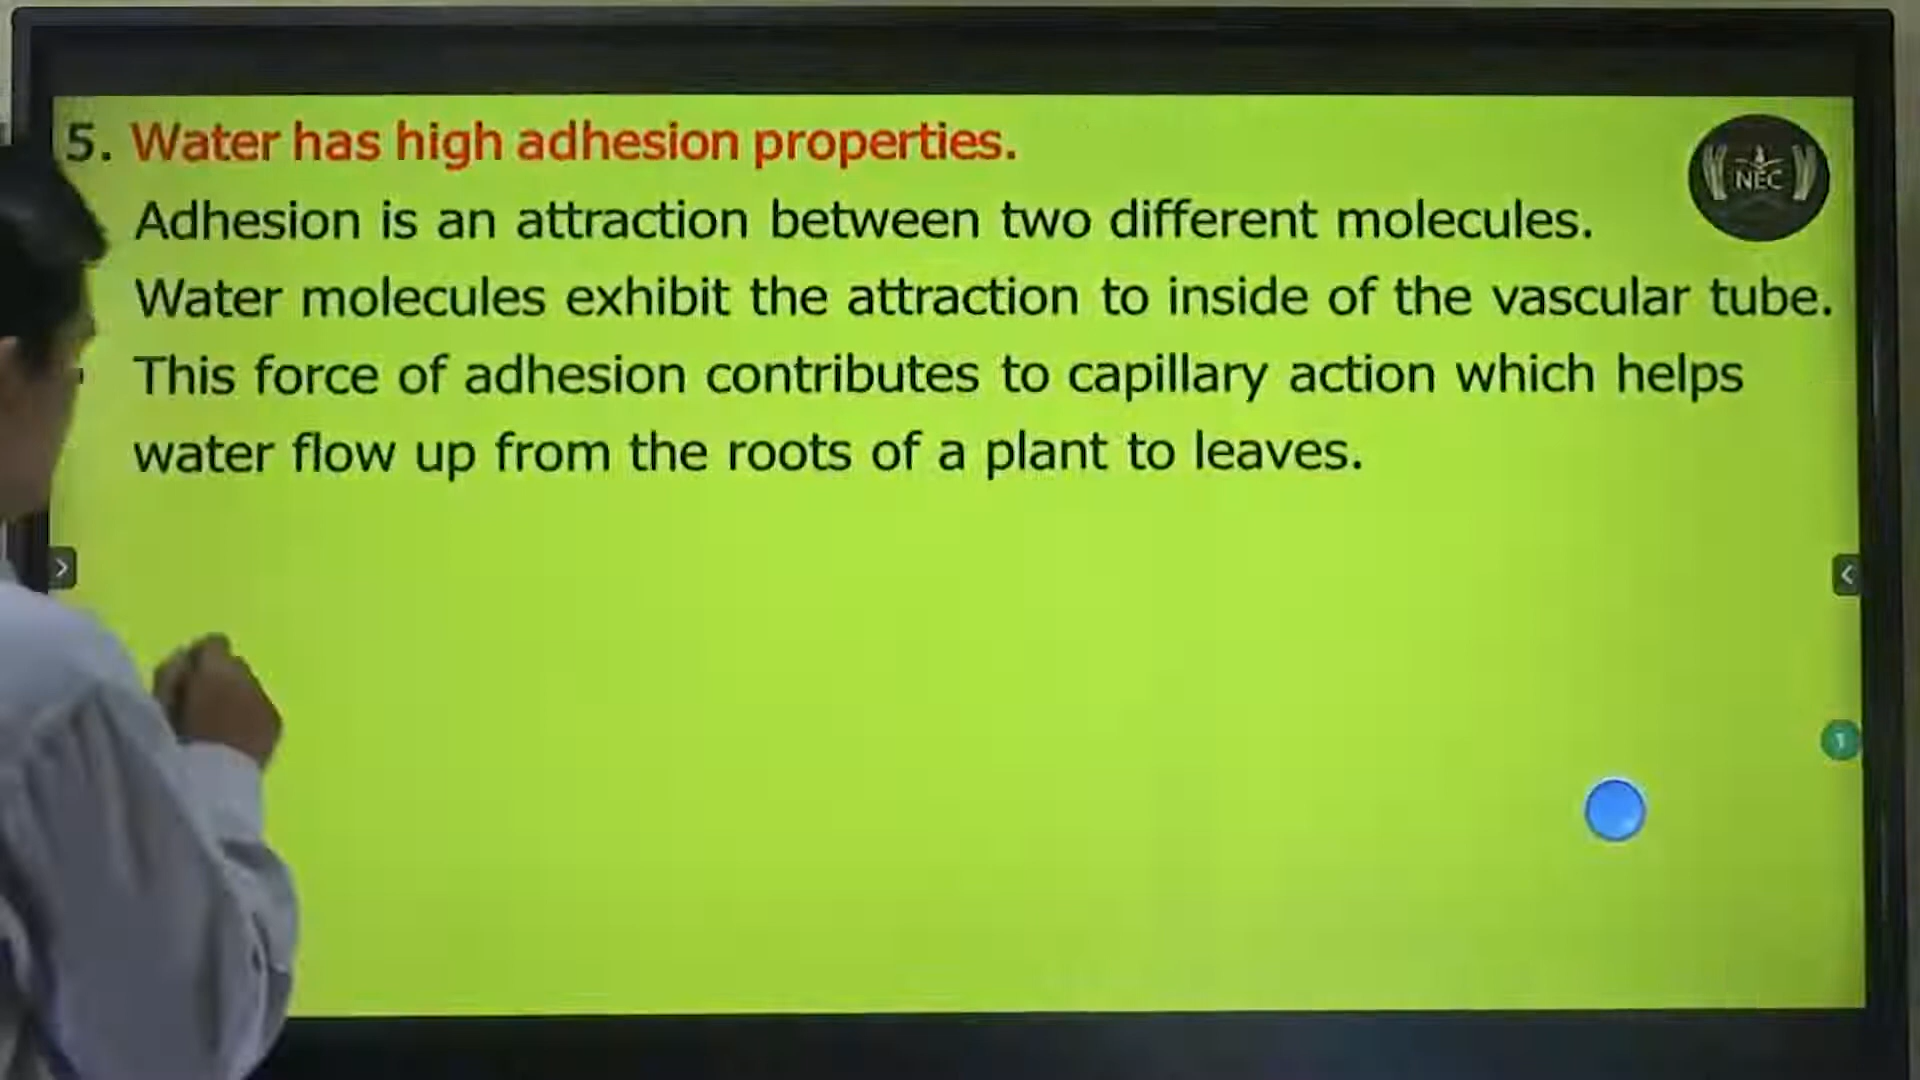 5. Water has high adhesion properties.
NEC
Adhesion is an attraction between two different molecules.
Water molecules exhibit the attraction to inside of the vascular tube.
This force of adhesion contributes to capillary action which helps
water flow up from the roots of a plant to leaves.